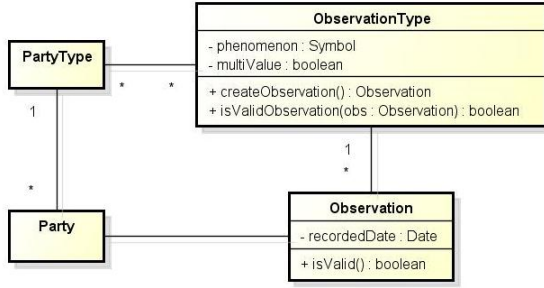 ObservationType
- phenomenon : Symbol
- multiValue : boolean
+ createObservation() : Observation
+ isValidObservation(obs : Observation) : boolean
PartyType
* *
1
1
*
*
Party
Observation
- recordedDate : Date
+ isValid() : boolean